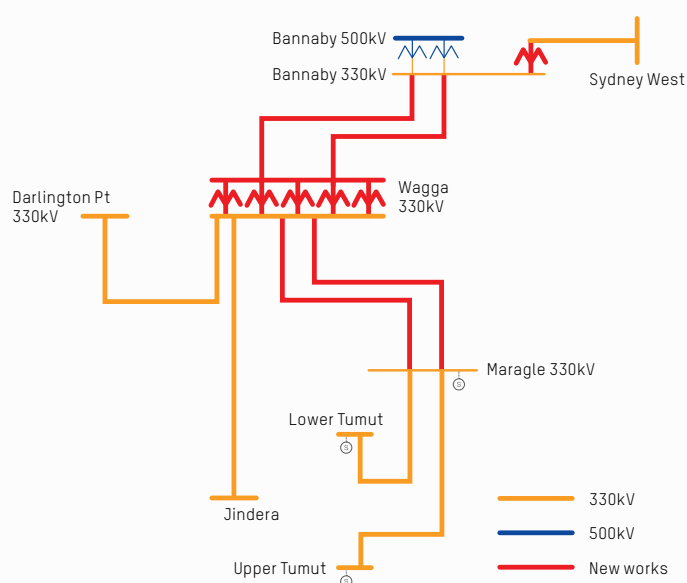 Bannaby 500kV
Bannaby 330kV
Sydney West
Wagga
330kV
Darlington Pt
330kV
Maragle 330kV
S
Lower Tumut
S
Jindera
Upper Tumut
S
330kV
500kV
New works